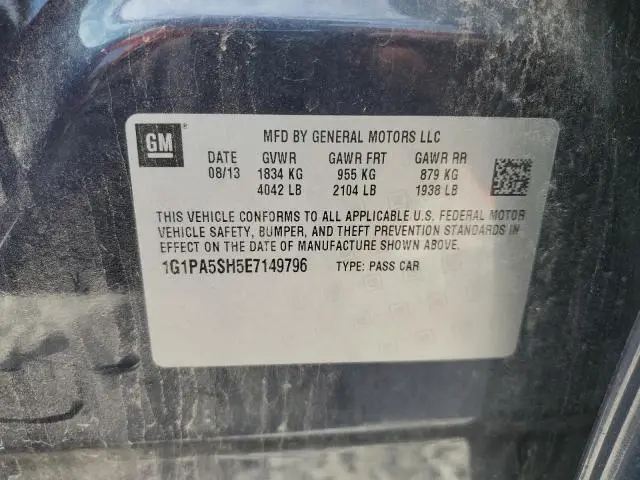 GM
MFD BY GENERAL MOTORS LLC
DATE GVWR GAWR FRT GAWR RR
08/13 1834 KG 955 KG 879 KG
4042 LB 2104 LB 1938 LB
THIS VEHICLE CONFORMS TO ALL APPLICABLE U.S. FEDERAL MOTOR
VEHICLE SAFETY, BUMPER, AND THEFT PREVENTION STANDARDS IN
EFFECT ON THE DATE OF MANUFACTURE SHOWN ABOVE.
1G1PA5SH5E7149796 TYPE: PASS CAR